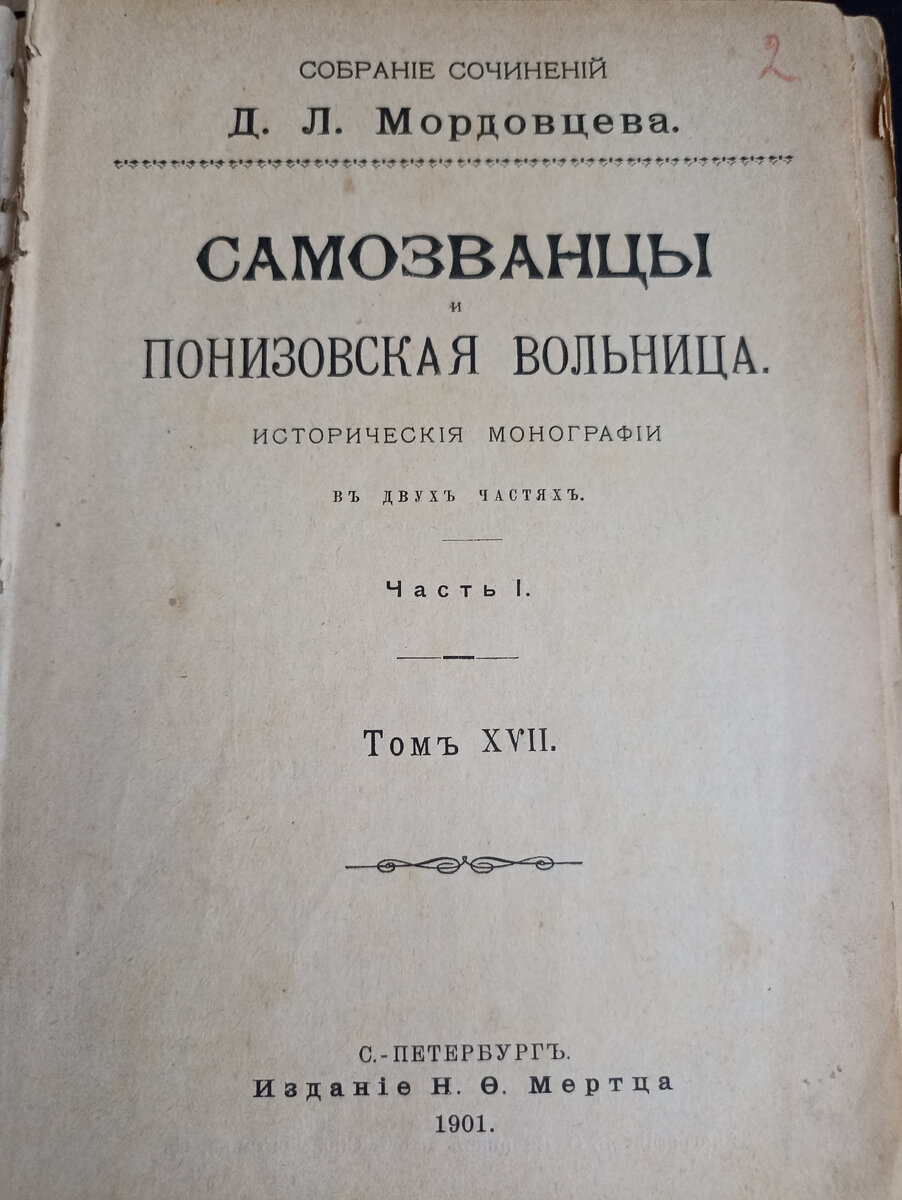 2
СОБРАНІЕ СОЧИНЕНІЙ
Д. Л. Мордовцева.
САМОЗВАНЦЫ
и
ПОНИЗОВСКАЯ ВОЛЬНИЦА.
ИСТОРИЧЕСКІЯ МОНОГРАФІИ
ВЪ ДВУХЪ ЧАСТЯХЪ.
Часть I.
Томъ XVII.
С.-ПЕТЕРБУРГЪ.
Изданіе Н. Ѳ. Мертца
1901.